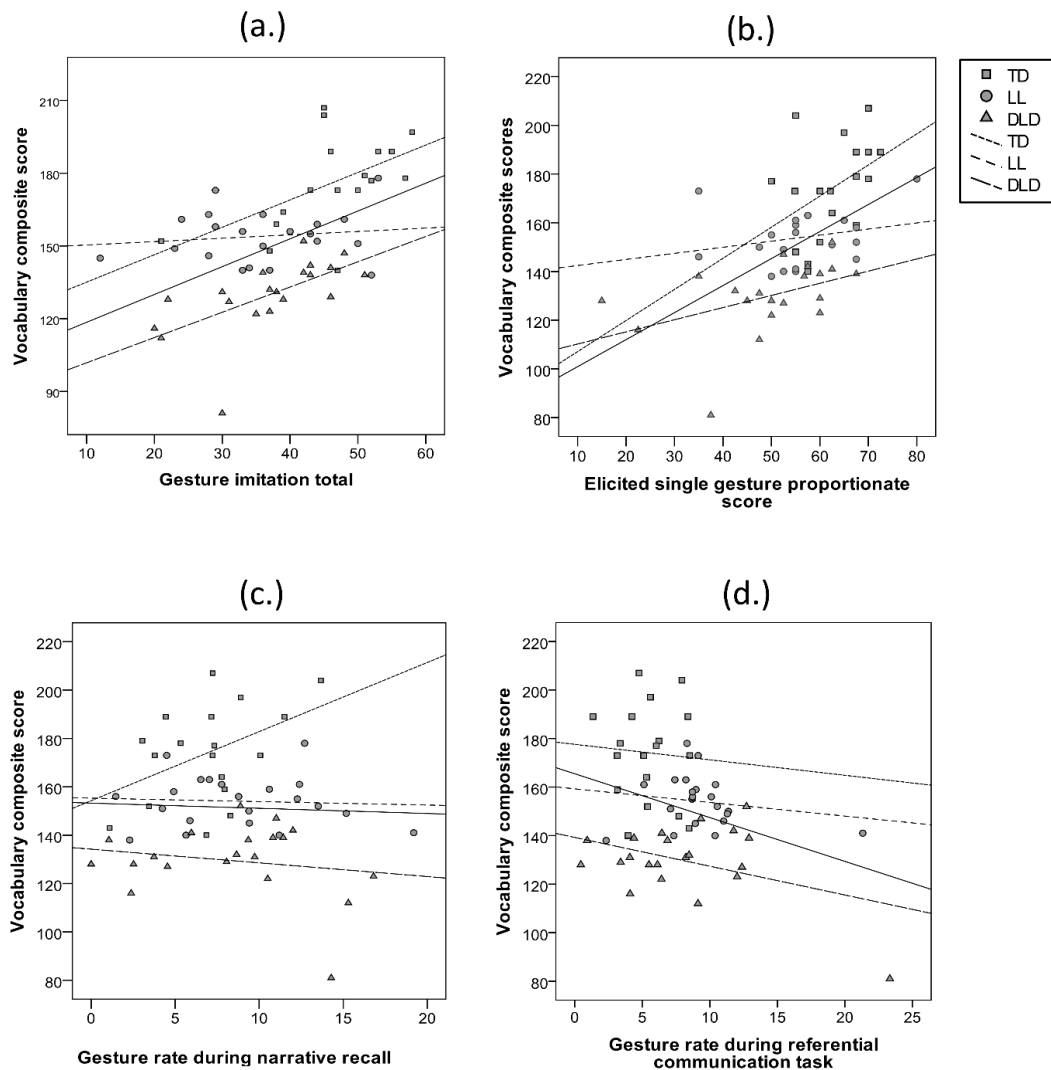 (a.)
Vocabulary composite score
210
180
150
120
90
10 20 30 40 50 60
Gesture imitation total
(b.)
Vocabulary composite scores
220
200
180
160
140
120
100
80
10 20 30 40 50 60 70 80
Elicited single gesture proportionate
score
TD
LL
DLD
TD
LL
DLD
(c.)
Vocabulary composite score
220
200
180
160
140
120
100
80
0 5 10 15 20
Gesture rate during narrative recall
(d.)
Vocabulary composite score
220
200
180
160
140
120
100
80
0 5 10 15 20 25
Gesture rate during referential
communication task